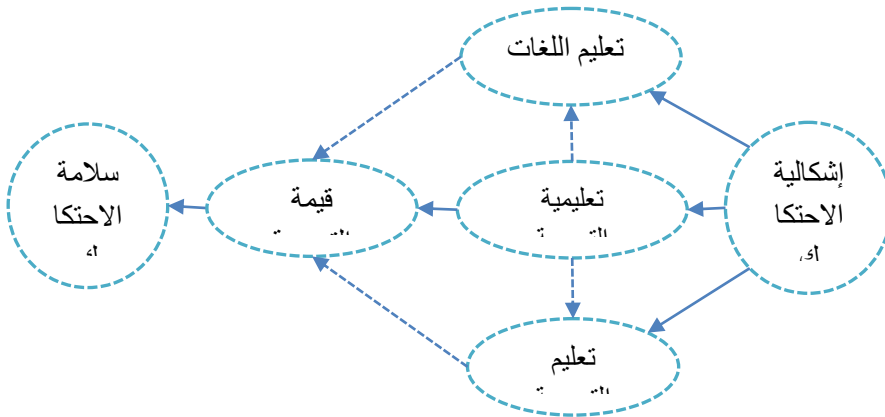 تعليم اللغات
إشكالية
الاحتكا
ك
تعليمية
قيمة
سلامة
الاحتكا
ك
تعليم